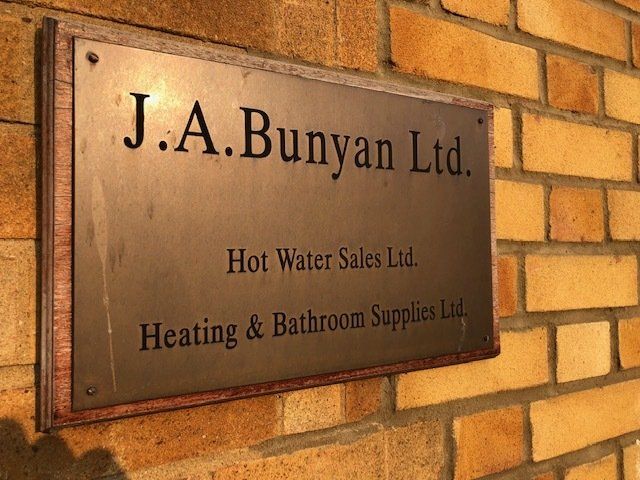 J.A.Bunyan Ltd.
Hot Water Sales Ltd.
Heating & Bathroom Supplies Ltd.